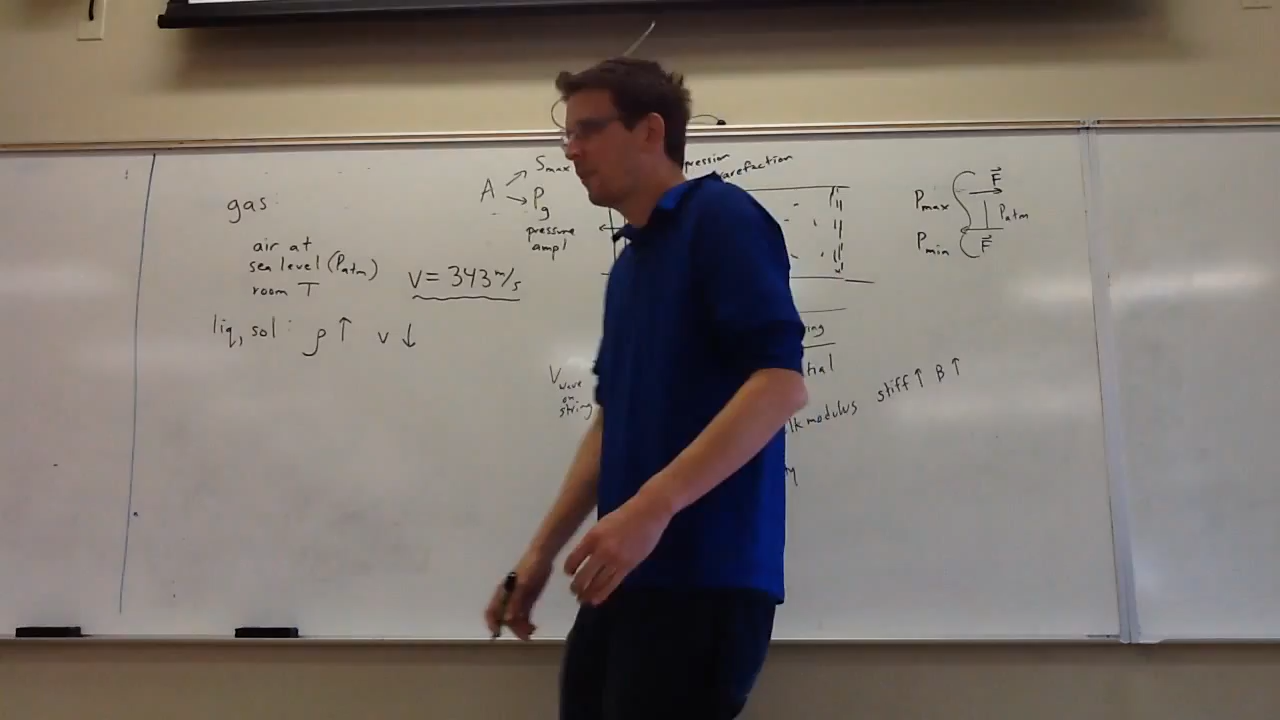 gas:
air at
sea level (Patm)
room T
v = 343 m/s
liq, sol: ρ ↑ v ↓
A
Smax
Pg
pressure
ampl
rarefaction
Pmax
Pmin
F
Patm
F
Vwave
on
string
stiff ↑ B ↑